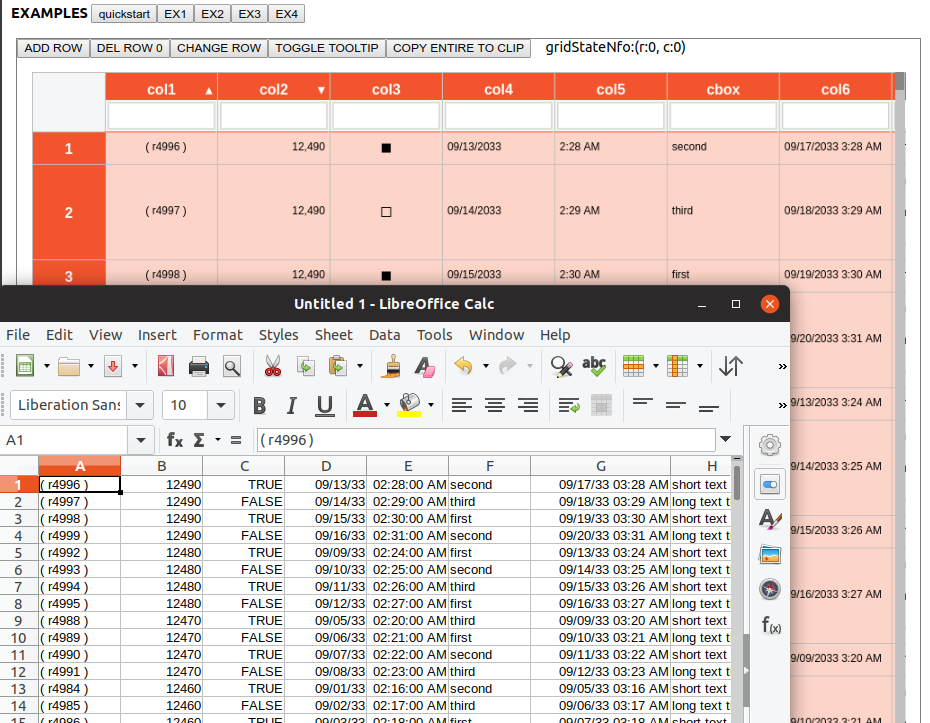 EXAMPLES quickstart EX1 EX2 EX3 EX4
ADD ROW DEL ROW 0 CHANGE ROW TOGGLE TOOLTIP COPY ENTIRE TO CLIP gridStateNfo:(r:0, c:0)
col1 ▲ col2 ▼ col3 col4 col5 cbox col6
1 ( r4996 ) 12,490 ■ 09/13/2033 2:28 AM second 09/17/2033 3:28 AM
2 ( r4997 ) 12,490 □ 09/14/2033 2:29 AM third 09/18/2033 3:29 AM
3 ( r4998 ) 12,490 ■ 09/15/2033 2:30 AM first 09/19/2033 3:30 AM
Untitled 1 - LibreOffice Calc
File Edit View Insert Format Styles Sheet Data Tools Window Help
9/20/2033 3:31 AM
abc
»
Liberation Sans 10 B I U A »
9/13/2033 3:24 AM
A1 fx Σ = ( r4996 )
A B C D E F G H
9/14/2033 3:25 AM
1 ( r4996 ) 12490 TRUE 09/13/33 02:28:00 AM second 09/17/33 03:28 AM short text
2 ( r4997 ) 12490 FALSE 09/14/33 02:29:00 AM third 09/18/33 03:29 AM long text t
3 ( r4998 ) 12490 TRUE 09/15/33 02:30:00 AM first 09/19/33 03:30 AM short text
9/15/2033 3:26 AM
4 ( r4999 ) 12490 FALSE 09/16/33 02:31:00 AM second 09/20/33 03:31 AM long text t
5 ( r4992 ) 12480 TRUE 09/09/33 02:24:00 AM first 09/13/33 03:24 AM short text
6 ( r4993 ) 12480 FALSE 09/10/33 02:25:00 AM second 09/14/33 03:25 AM long text t
7 ( r4994 ) 12480 TRUE 09/11/33 02:26:00 AM third 09/15/33 03:26 AM short text
9/16/2033 3:27 AM
8 ( r4995 ) 12480 FALSE 09/12/33 02:27:00 AM first 09/16/33 03:27 AM long text t
9 ( r4988 ) 12470 TRUE 09/05/33 02:20:00 AM third 09/09/33 03:20 AM short text
f(x)
10 ( r4989 ) 12470 FALSE 09/06/33 02:21:00 AM first 09/10/33 03:21 AM long text t
11 ( r4990 ) 12470 TRUE 09/07/33 02:22:00 AM second 09/11/33 03:22 AM short text
9/09/2033 3:20 AM
12 ( r4991 ) 12470 FALSE 09/08/33 02:23:00 AM third 09/12/33 03:23 AM long text t
13 ( r4984 ) 12460 TRUE 09/01/33 02:16:00 AM second 09/05/33 03:16 AM short text
14 ( r4985 ) 12460 FALSE 09/02/33 02:17:00 AM third 09/06/33 03:17 AM long text t
15 ( r4986 ) 12460 TRUE 09/03/33 02:18:00 AM first 09/07/33 03:18 AM short text
9/10/2033 3:21 AM